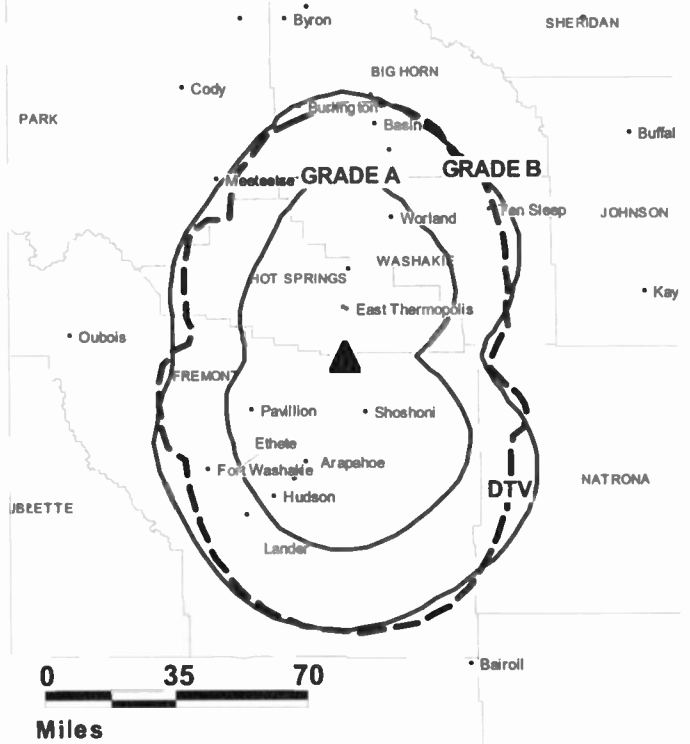 Byron
SHERIDAN
BIG HORN
Cody
Burlington
PARK
Basin
Buffal
GRADE A
GRADE B
Meeteetse
Worland
Ten Sleep
JOHNSON
WASHAKIE
HOT SPRINGS
Kay
East Thermopolis
Oubois
FREMONT
Pavillion
Shoshoni
Ethete
Fort Washakie
Arapahoe
NATRONA
DTV
Hudson
UBLETTE
Lander
Bairoil
0 35 70
Miles